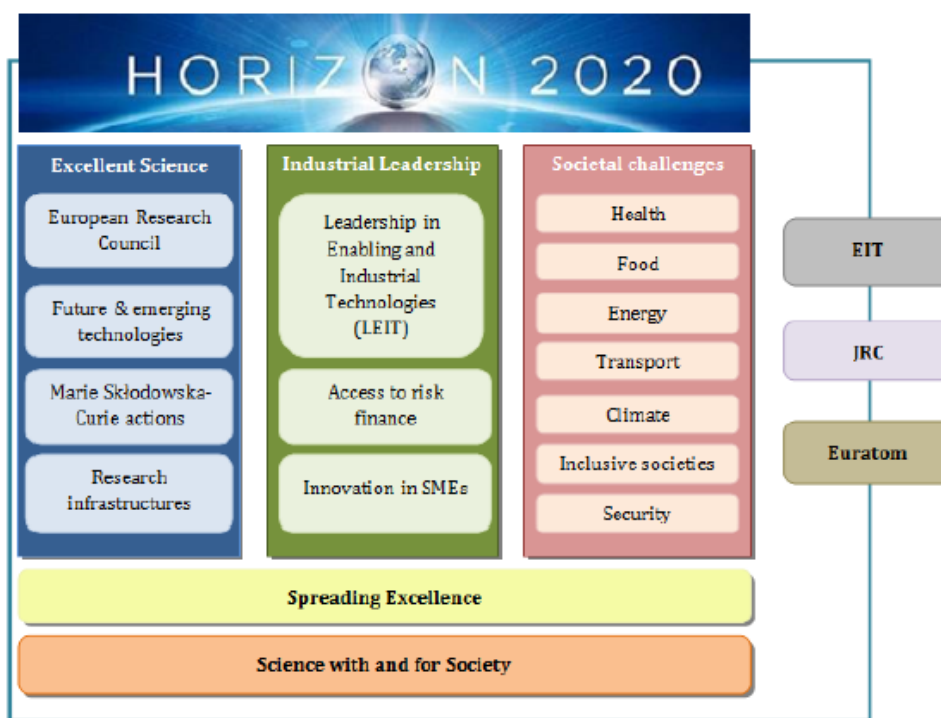 HORIZON 2020
Excellent Science
European Research
Council
Future & emerging
technologies
Marie Skłodowska-
Curie actions
Research
infrastructures
Industrial Leadership
Leadership in
Enabling and
Industrial
Technologies
(LEIT)
Access to risk
finance
Innovation in SMEs
Societal challenges
Health
Food
Energy
Transport
Climate
Inclusive societies
Security
EIT
JRC
Euratom
Spreading Excellence
Science with and for Society